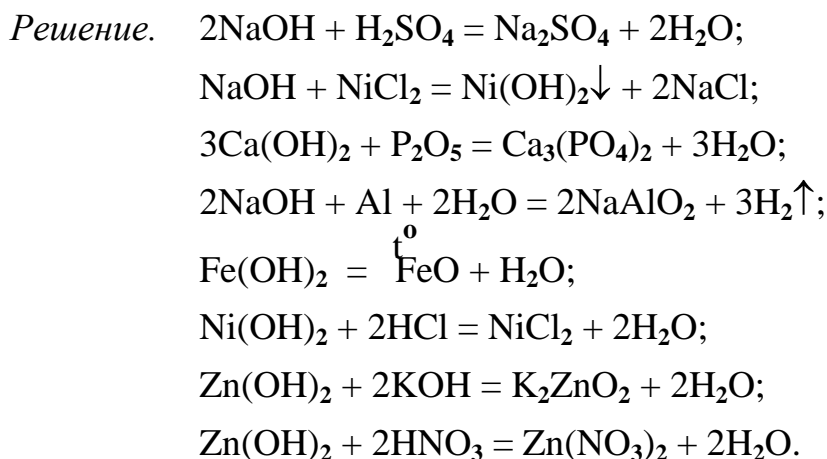 Решение. 2NaOH + H₂SO₄ = Na₂SO₄ + 2H₂O;
NaOH + NiCl₂ = Ni(OH)₂↓ + 2NaCl;
3Ca(OH)₂ + P₂O₅ = Ca₃(PO₄)₂ + 3H₂O;
2NaOH + Al + 2H₂O = 2NaAlO₂ + 3H₂↑;
tᵒ
Fe(OH)₂ = FeO + H₂O;
Ni(OH)₂ + 2HCl = NiCl₂ + 2H₂O;
Zn(OH)₂ + 2KOH = K₂ZnO₂ + 2H₂O;
Zn(OH)₂ + 2HNO₃ = Zn(NO₃)₂ + 2H₂O.